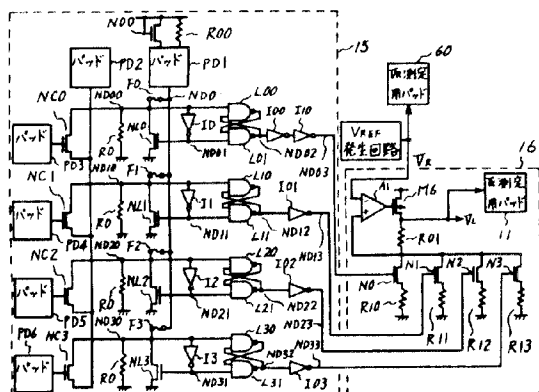 N00
R00
15
パッド
PD2
パッド
PD1
60
VR測定
用パッド
NC0
ND00
F0
ND0
L00
I00
I10
パッド
PD3
R0
NL0
I0
ND01
L01
ND02
ND03
VREF
発生回路
VR
16
NC1
ND10
F1
L10
I01
A1
M6
VL測定
用パッド
11
VL
パッド
PD4
R0
NL1
I1
ND11
L11
ND12
ND13
R01
NC2
ND20
F2
L20
I02
N0
N1
N2
N3
パッド
PD5
R0
NL2
I2
ND21
L21
ND22
ND23
R10
R11
R12
R13
PD6
NC3
ND30
F3
L30
ND33
パッド
R0
NL3
I3
ND31
L31
ND32
I03